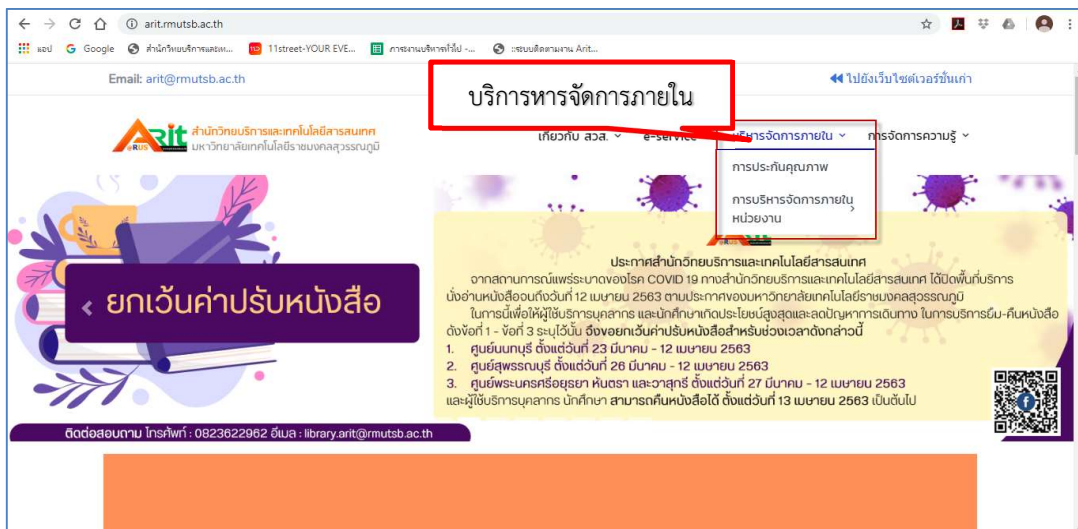 arit.rmutsb.ac.th
แอป Google สำนักวิทยบริการและเท... 11street-YOUR EVE... ภาระงานบริหารทั่วไป -... ::ระบบติดตามงาน Arit...
Email: arit@rmutsb.ac.th
ไปยังเว็บไซต์เวอร์ชั่นเก่า
บริการหารจัดการภายใน
ARit สำนักวิทยบริการและเทคโนโลยีสารสนเทศ
eRUS มหาวิทยาลัยเทคโนโลยีราชมงคลสุวรรณภูมิ
เกี่ยวกับ สวส. e-service บริหารจัดการภายใน การจัดการความรู้
การประกันคุณภาพ
การบริหารจัดการภายใน
หน่วยงาน
ยกเว้นค่าปรับหนังสือ
ประกาศสำนักวิทยบริการและเทคโนโลยีสารสนเทศ
จากสถานการณ์แพร่ระบาดของโรค COVID 19 ทางสำนักวิทยบริการและเทคโนโลยีสารสนเทศ ได้ปิดพื้นที่บริการ
นั่งอ่านหนังสือจนถึงวันที่ 12 เมษายน 2563 ตามประกาศของมหาวิทยาลัยเทคโนโลยีราชมงคลสุวรรณภูมิ
ในการนี้เพื่อให้ผู้ใช้บริการบุคลากร และนักศึกษาเกิดประโยชน์สูงสุดและลดปัญหาการเดินทาง ในการบริการยืม-คืนหนังสือ
ดังข้อที่ 1 - ข้อที่ 3 ระบุไว้นั้น จึงขอยกเว้นค่าปรับหนังสือสำหรับช่วงเวลาดังกล่าวนี้
1. ศูนย์นนทบุรี ตั้งแต่วันที่ 23 มีนาคม - 12 เมษายน 2563
2. ศูนย์สุพรรณบุรี ตั้งแต่วันที่ 26 มีนาคม - 12 เมษายน 2563
3. ศูนย์พระนครศรีอยุธยา หันตรา และวาสุกรี ตั้งแต่วันที่ 27 มีนาคม - 12 เมษายน 2563
และผู้ใช้บริการบุคลากร นักศึกษา สามารถคืนหนังสือได้ ตั้งแต่วันที่ 13 เมษายน 2563 เป็นต้นไป
ติดต่อสอบถาม โทรศัพท์ : 0823622962 อีเมล : library.arit@rmutsb.ac.th